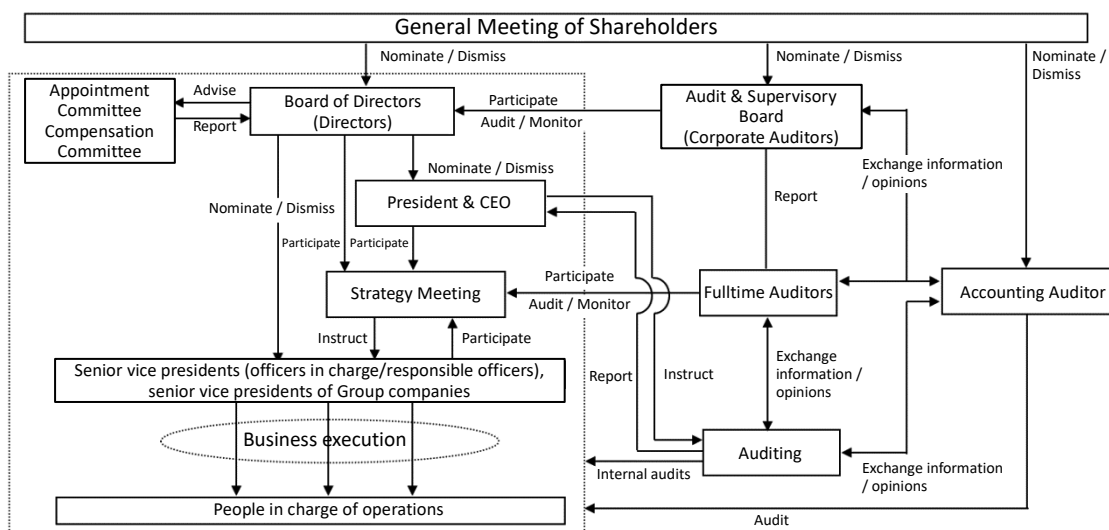 General Meeting of Shareholders
Nominate / Dismiss
Nominate / Dismiss
Nominate /
Dismiss
Appointment
Committee
Compensation
Committee
Advise
Report
Board of Directors
(Directors)
Participate
Audit / Monitor
Audit & Supervisory
Board
(Corporate Auditors)
Exchange information
/ opinions
Nominate / Dismiss
Nominate / Dismiss
President & CEO
Report
Participate
Participate
Strategy Meeting
Participate
Audit / Monitor
Fulltime Auditors
Accounting Auditor
Instruct
Participate
Senior vice presidents (officers in charge/responsible officers),
senior vice presidents of Group companies
Report
Instruct
Exchange
information /
opinions
Business execution
Auditing
Internal audits
Exchange information
/ opinions
People in charge of operations
Audit